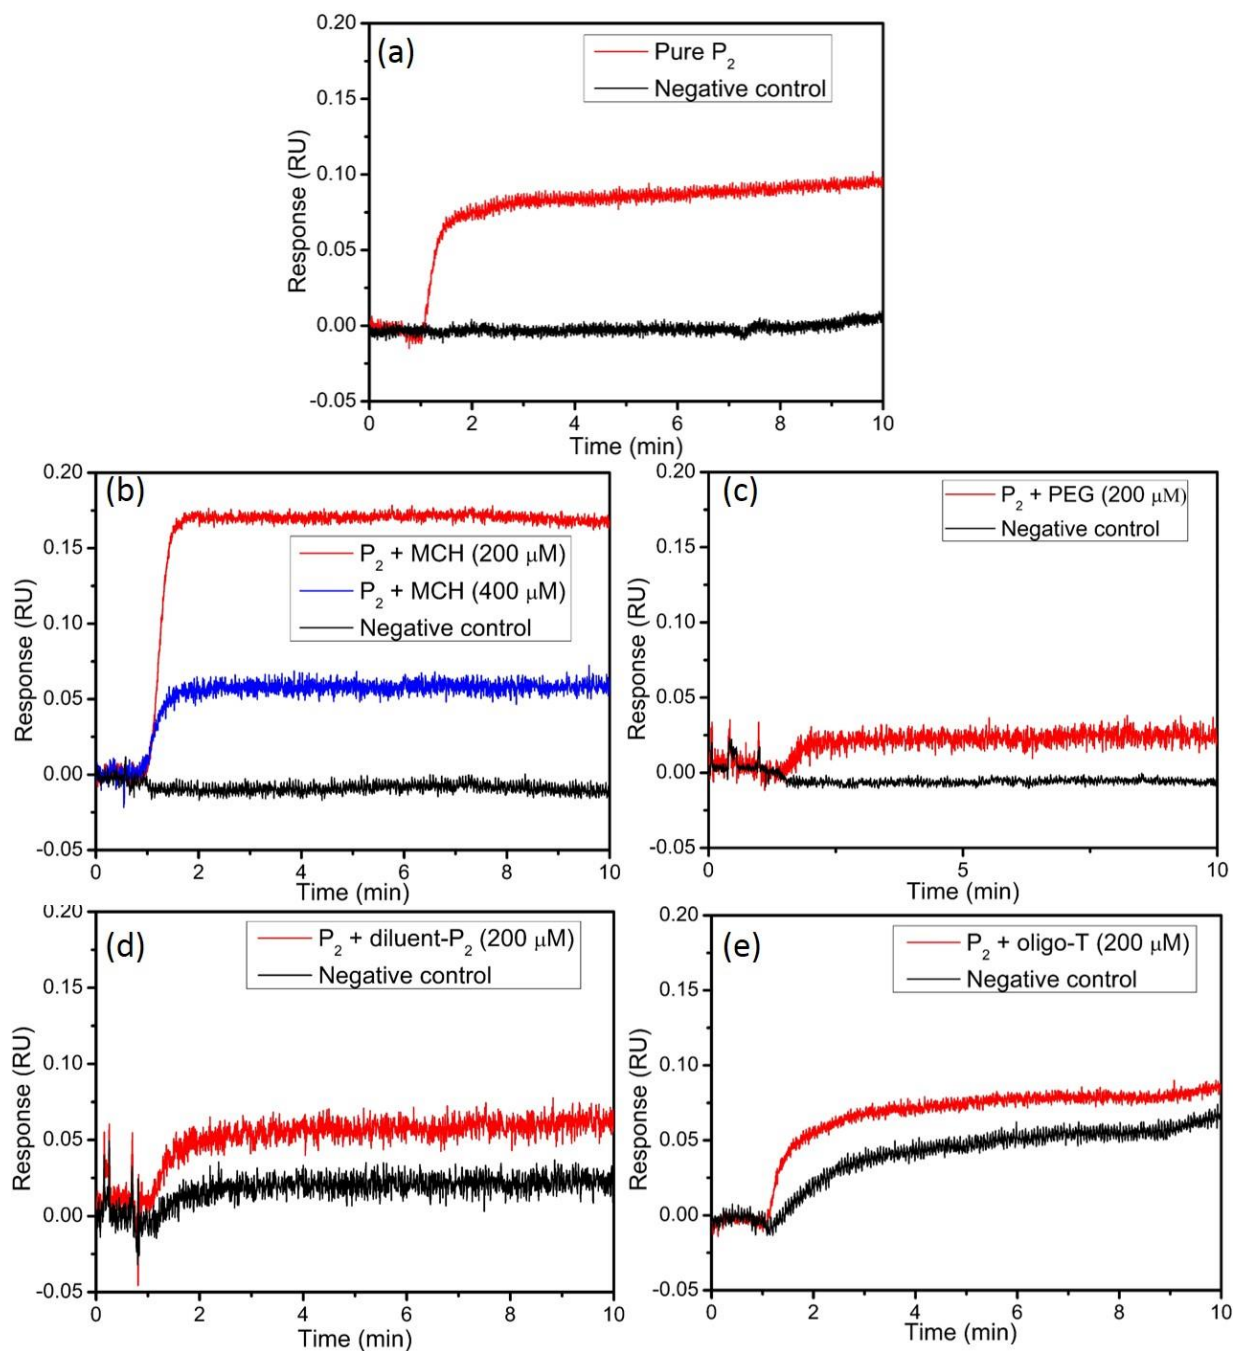 (a)
Pure P2
Negative control
0.20
0.15
0.10
0.05
0.00
-0.05
Response (RU)
0 2 4 6 8 10
Time (min)
(b)
P2 + MCH (200 μM)
P2 + MCH (400 μM)
Negative control
0.20
0.15
0.10
0.05
0.00
-0.05
Response (RU)
0 2 4 6 8 10
Time (min)
(c)
P2 + PEG (200 μM)
Negative control
0.20
0.15
0.10
0.05
0.00
-0.05
Response (RU)
0 5 10
Time (min)
(d)
P2 + diluent-P2 (200 μM)
Negative control
0.20
0.15
0.10
0.05
0.00
-0.05
Response (RU)
0 2 4 6 8 10
Time (min)
(e)
P2 + oligo-T (200 μM)
Negative control
0.20
0.15
0.10
0.05
0.00
-0.05
Response (RU)
0 2 4 6 8 10
Time (min)